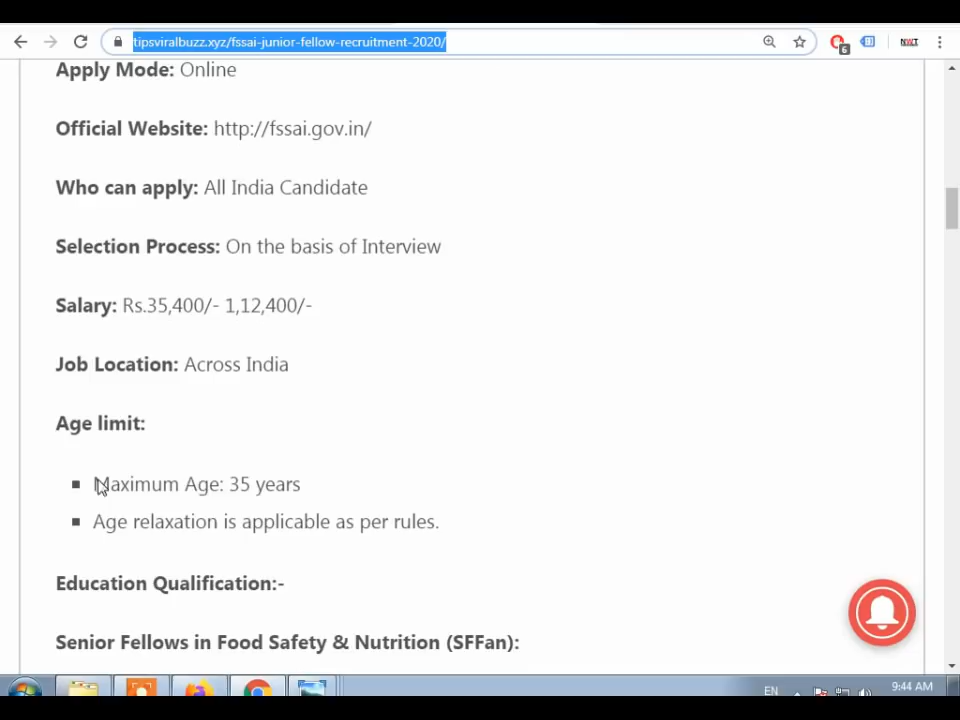 tipsviralbuzz.xyz/fssai-junior-fellow-recruitment-2020/
6
NWT
Apply Mode: Online
Official Website: http://fssai.gov.in/
Who can apply: All India Candidate
Selection Process: On the basis of Interview
Salary: Rs.35,400/- 1,12,400/-
Job Location: Across India
Age limit:
Maximum Age: 35 years
Age relaxation is applicable as per rules.
Education Qualification:-
Senior Fellows in Food Safety & Nutrition (SFFan):
EN
9:44 AM